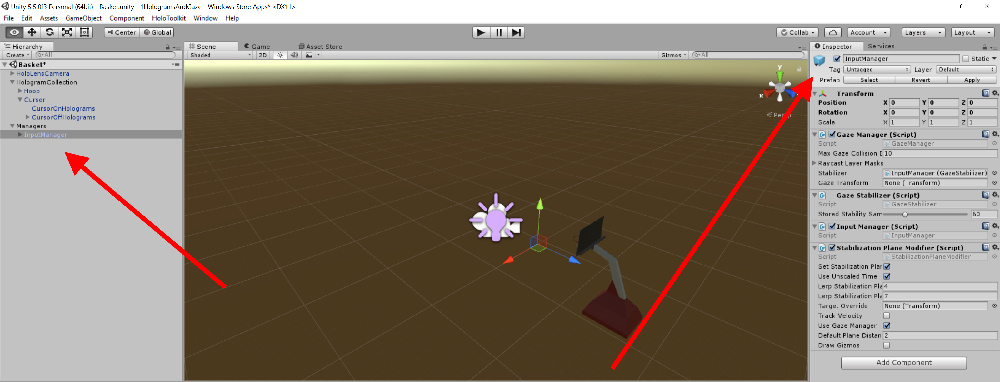 Unity 5.5.0f3 Personal (64bit) - Basket.unity - 1HologramsAndGaze - Windows Store Apps* <DX11>
File Edit Assets GameObject Component HoloToolkit Window Help
Center Global Collab Account Layers Layout
Hierarchy
Create All
Basket*
HoloLensCamera
HologramCollection
Hoop
Cursor
CursorOnHolograms
CursorOffHolograms
Managers
InputManager
Scene Game Asset Store
Shaded 2D Gizmos All
y
x
Persp
Inspector Services
InputManager Static
Tag Untagged Layer Default
Prefab Select Revert Apply
Transform
Position X 0 Y 0 Z 0
Rotation X 0 Y 0 Z 0
Scale X 1 Y 1 Z 1
Gaze Manager (Script)
Script GazeManager
Max Gaze Collision D 10
Raycast Layer Masks
Stabilizer InputManager (GazeStabilizer)
Gaze Transform None (Transform)
Gaze Stabilizer (Script)
Script GazeStabilizer
Stored Stability Sam 60
Input Manager (Script)
Script InputManager
Stabilization Plane Modifier (Script)
Script StabilizationPlaneModifier
Set Stabilization Plar
Use Unscaled Time
Lerp Stabilization Pla 4
Lerp Stabilization Pla 7
Target Override None (Transform)
Track Velocity
Use Gaze Manager
Default Plane Distan 2
Draw Gizmos
Add Component